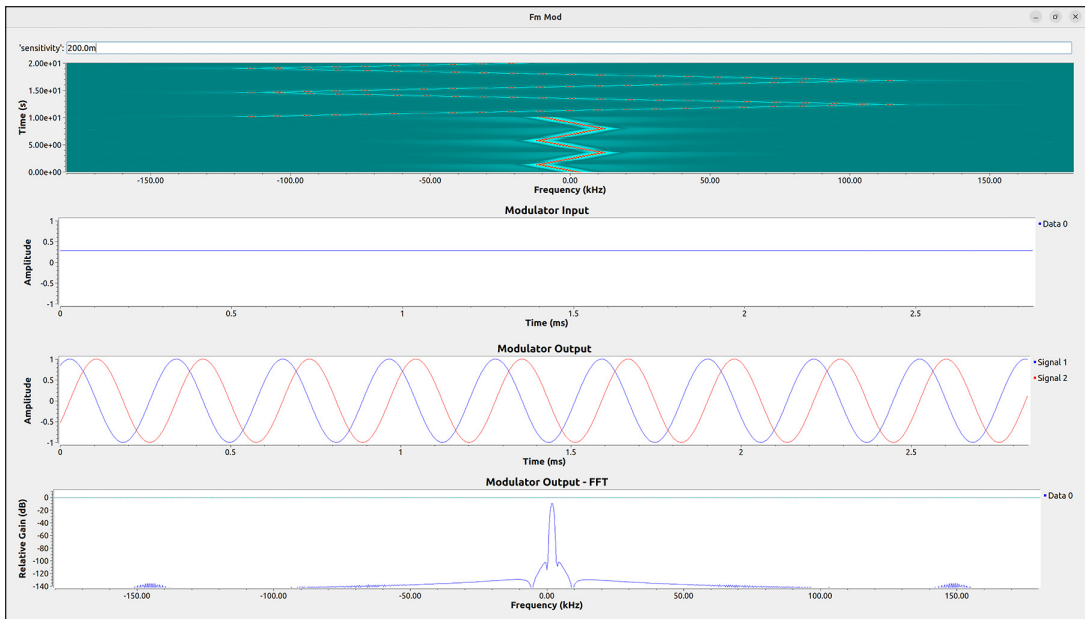 Fm Mod
'sensitivity': 200.0m
2.00e+01
1.50e+01
1.00e+01
5.00e+00
0.00e+00
Time (s)
-150.00 -100.00 -50.00 0.00 50.00 100.00 150.00
Frequency (kHz)
Modulator Input
1
0.5
0
-0.5
-1
Amplitude
Data 0
0 0.5 1 1.5 2 2.5
Time (ms)
Modulator Output
1
0.5
0
-0.5
-1
Amplitude
Signal 1
Signal 2
0 0.5 1 1.5 2 2.5
Time (ms)
Modulator Output - FFT
0
-20
-40
-60
-80
-100
-120
-140
Relative Gain (dB)
Data 0
-150.00 -100.00 -50.00 0.00 50.00 100.00 150.00
Frequency (kHz)